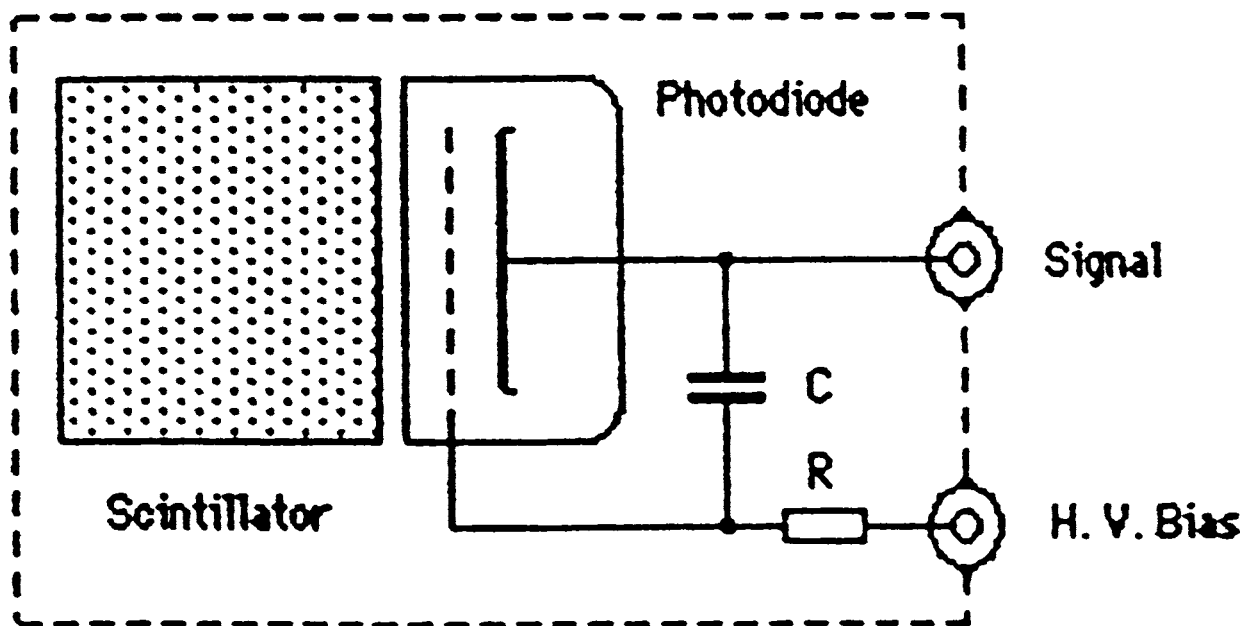 Photodiode
Signal
C
R
Scintillator
H. V. Bias